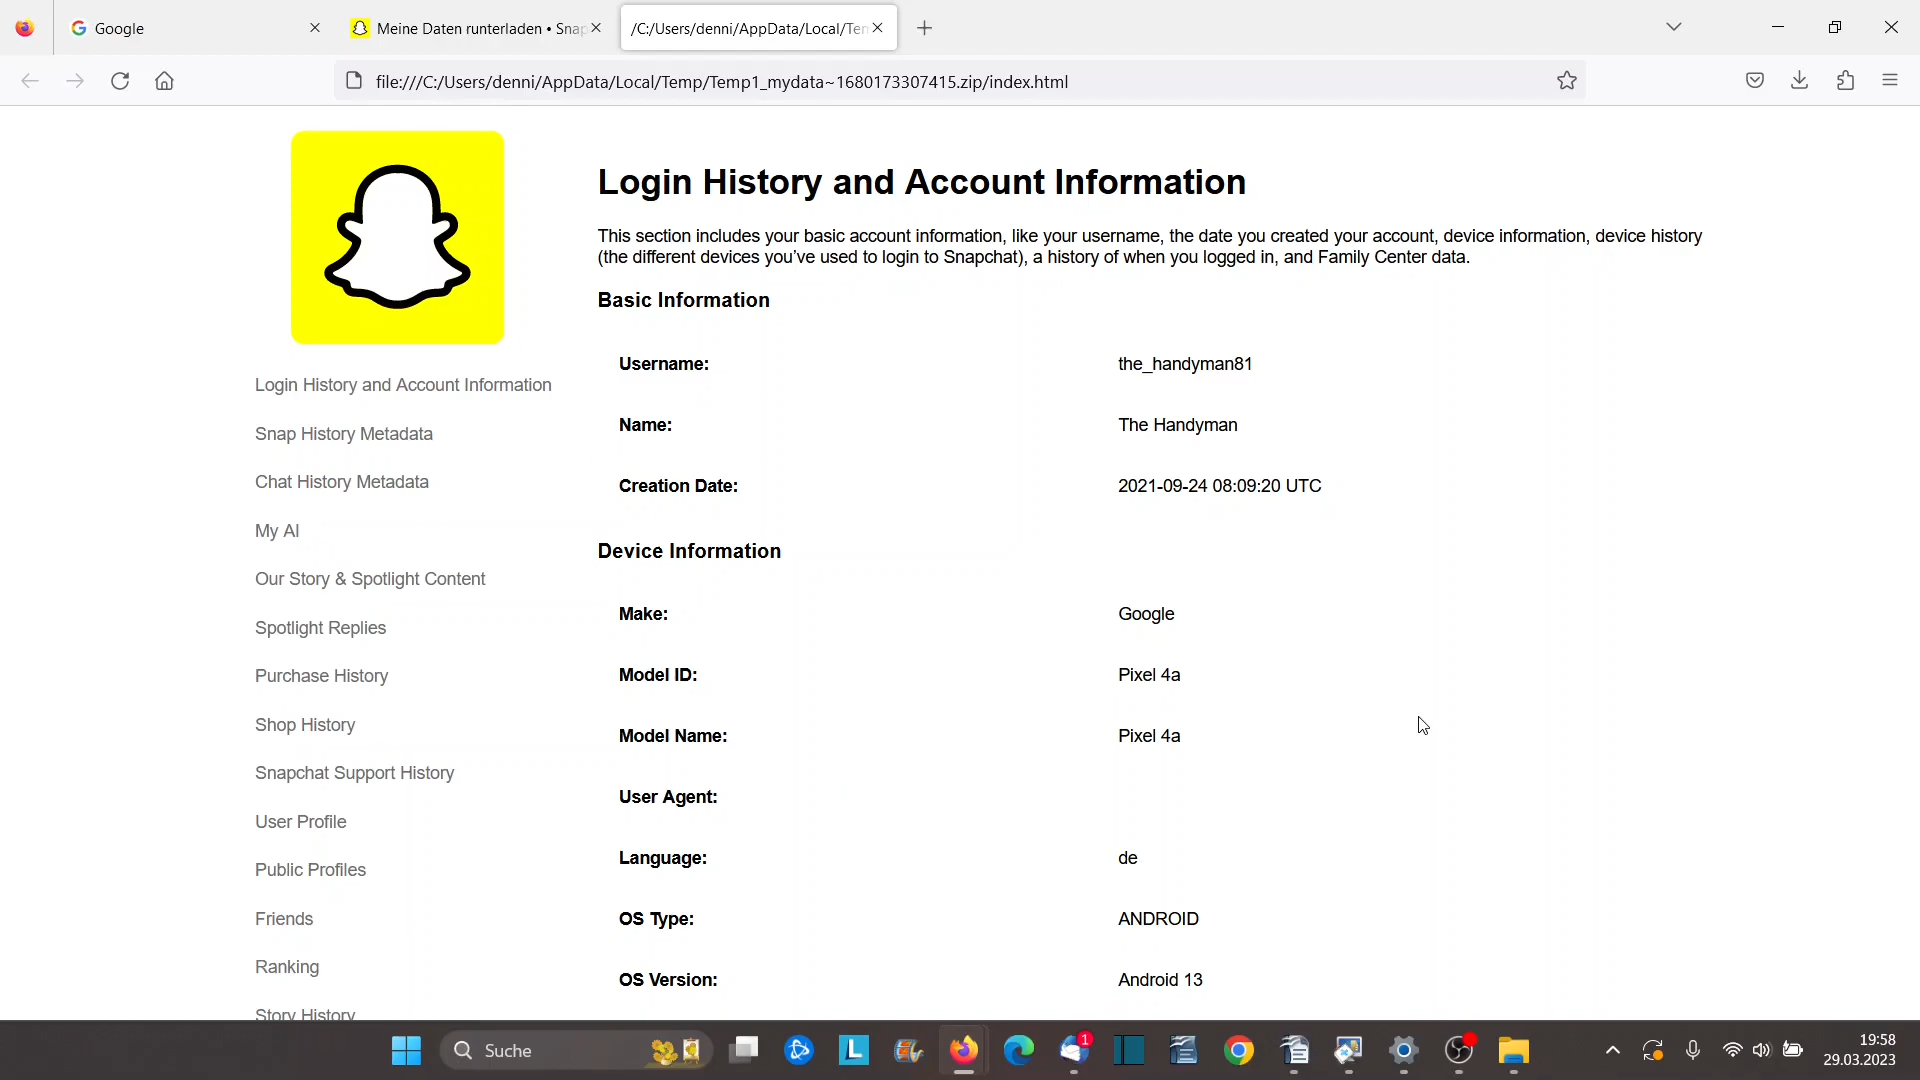 Google
Meine Daten runterladen • Snap
/C:/Users/denni/AppData/Local/Ten
file:///C:/Users/denni/AppData/Local/Temp/Temp1_mydata~1680173307415.zip/index.html
Login History and Account Information
Snap History Metadata
Chat History Metadata
My AI
Our Story & Spotlight Content
Spotlight Replies
Purchase History
Shop History
Snapchat Support History
User Profile
Public Profiles
Friends
Ranking
Story History
Login History and Account Information
This section includes your basic account information, like your username, the date you created your account, device information, device history
(the different devices you’ve used to login to Snapchat), a history of when you logged in, and Family Center data.
Basic Information
Username: the_handyman81
Name: The Handyman
Creation Date: 2021-09-24 08:09:20 UTC
Device Information
Make: Google
Model ID: Pixel 4a
Model Name: Pixel 4a
User Agent:
Language: de
OS Type: ANDROID
OS Version: Android 13
Suche
L
1
19:58
29.03.2023